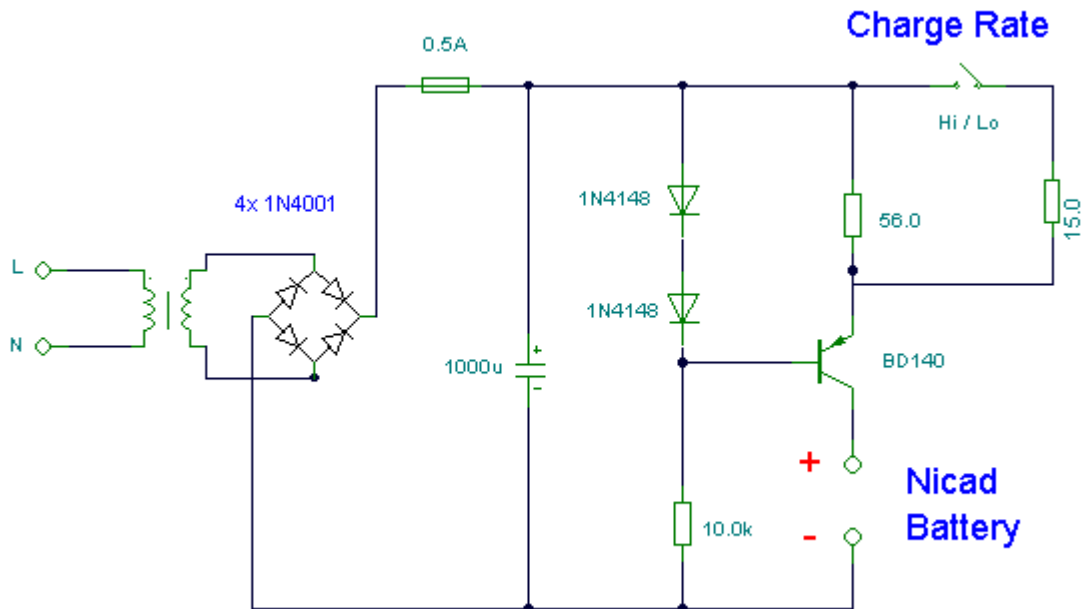 Charge Rate
0.5A
Hi / Lo
4x 1N4001
1N4148
56.0
15.0
L
1N4148
N
BD140
1000u
+
-
+
-
Nicad
Battery
10.0k